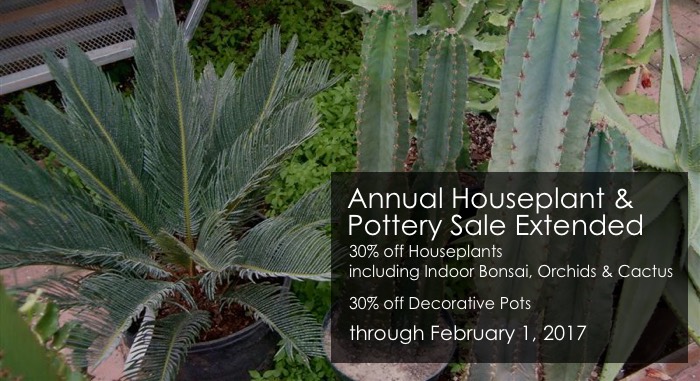 Annual Houseplant &
Pottery Sale Extended
30% off Houseplants
including Indoor Bonsai, Orchids & Cactus
30% off Decorative Pots
through February 1, 2017